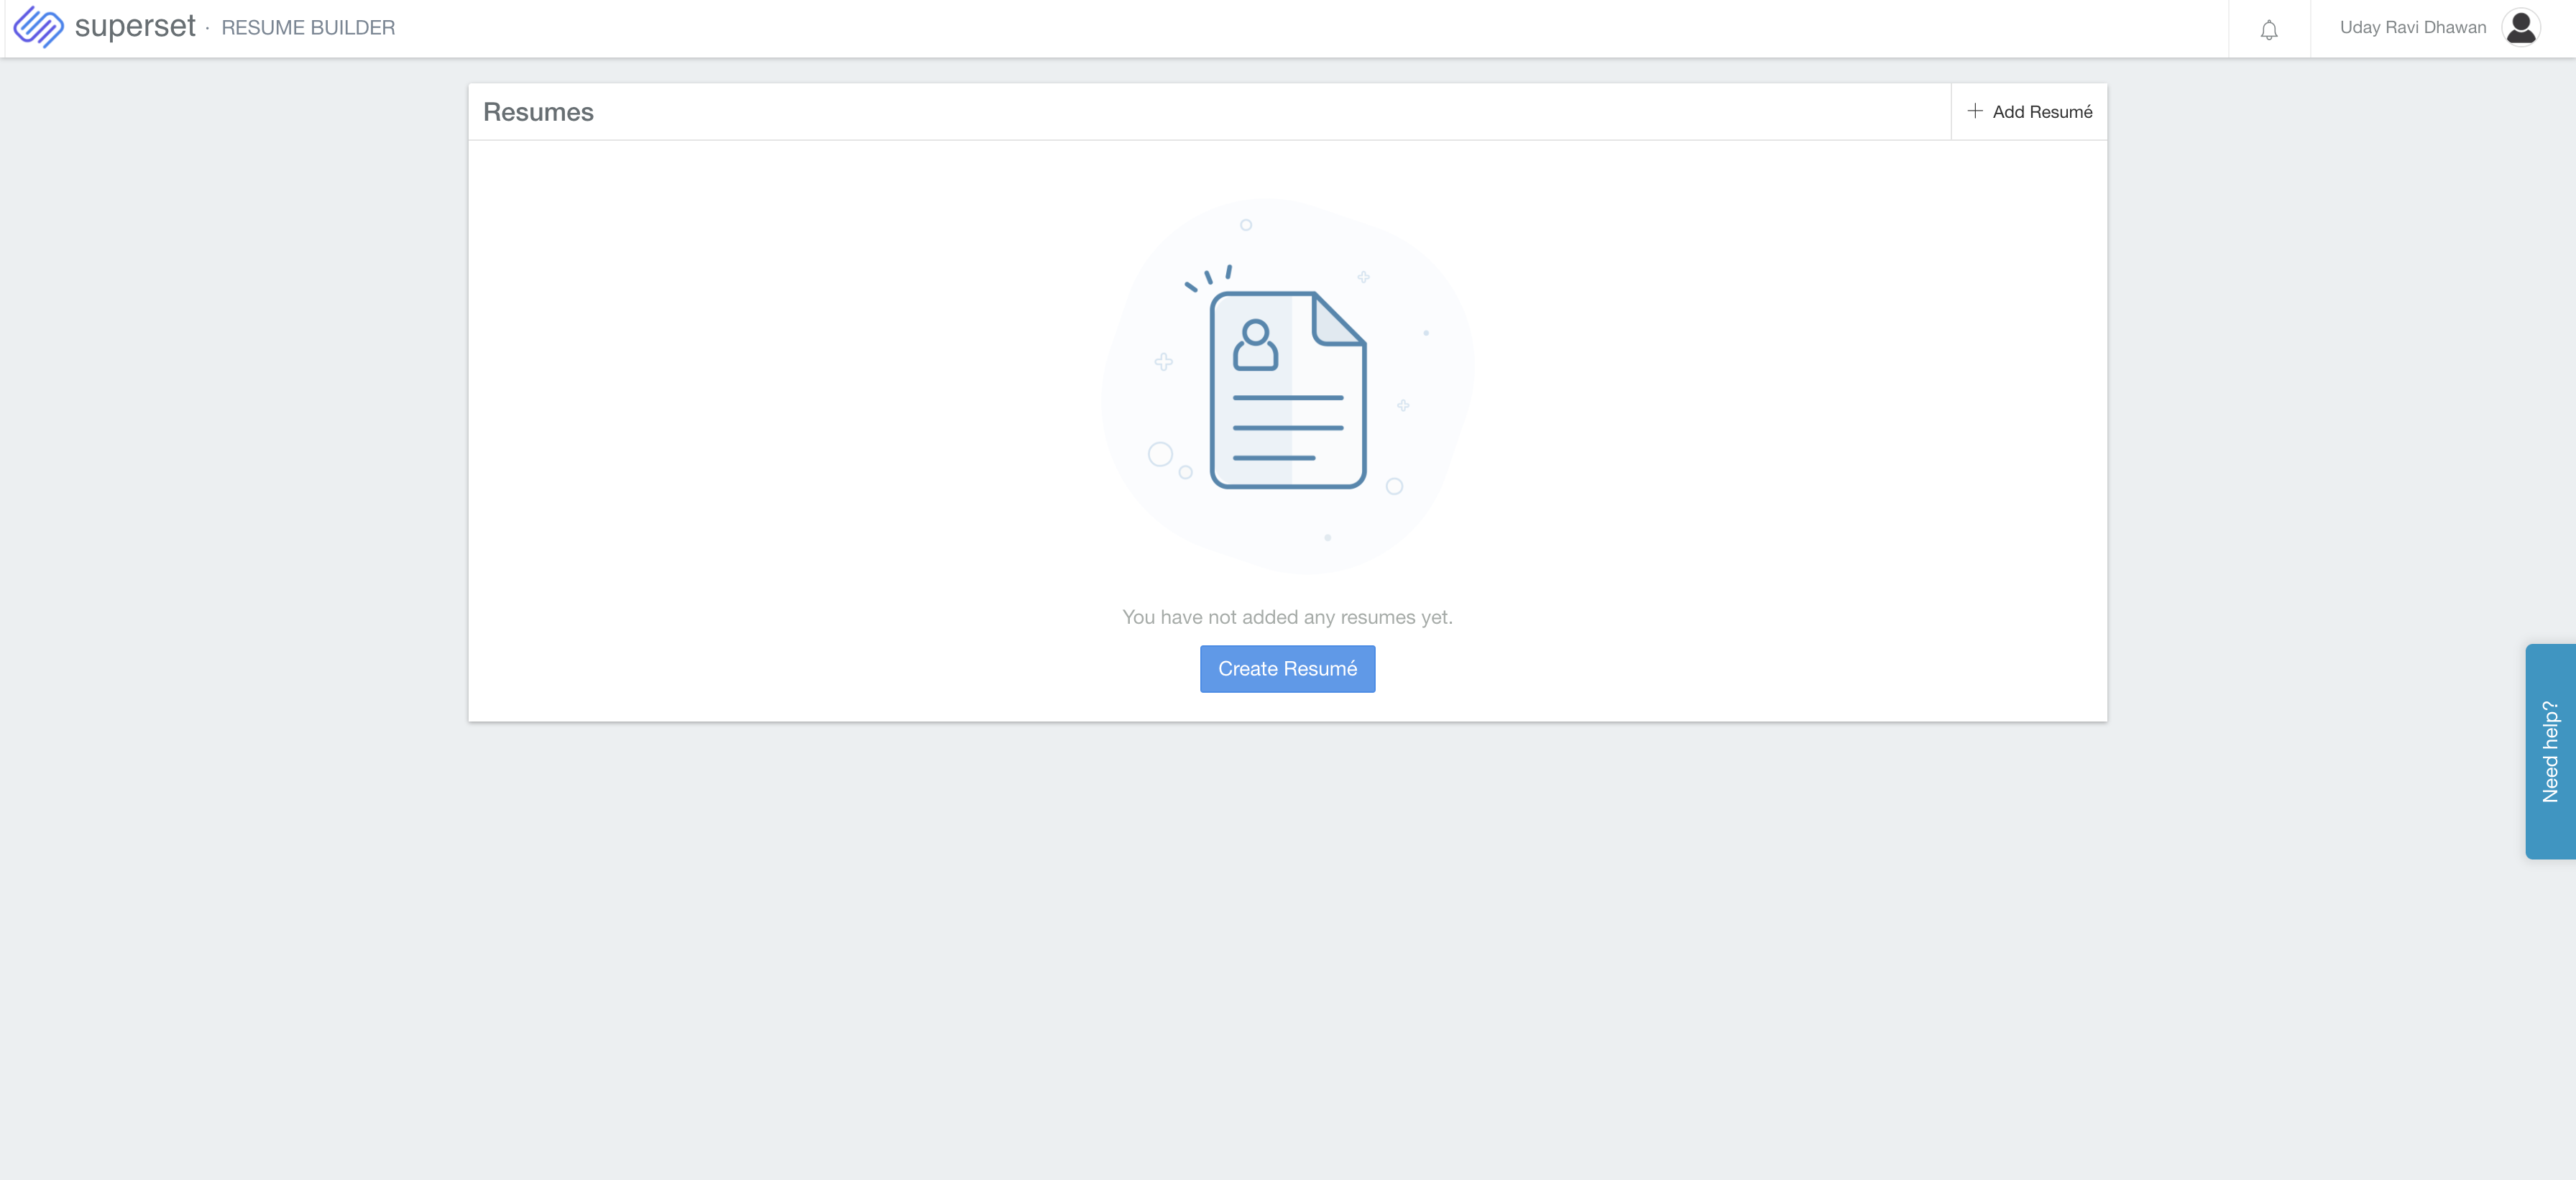 superset · RESUME BUILDER
Uday Ravi Dhawan
Resumes
Add Resumé
You have not added any resumes yet.
Create Resumé
Need help?